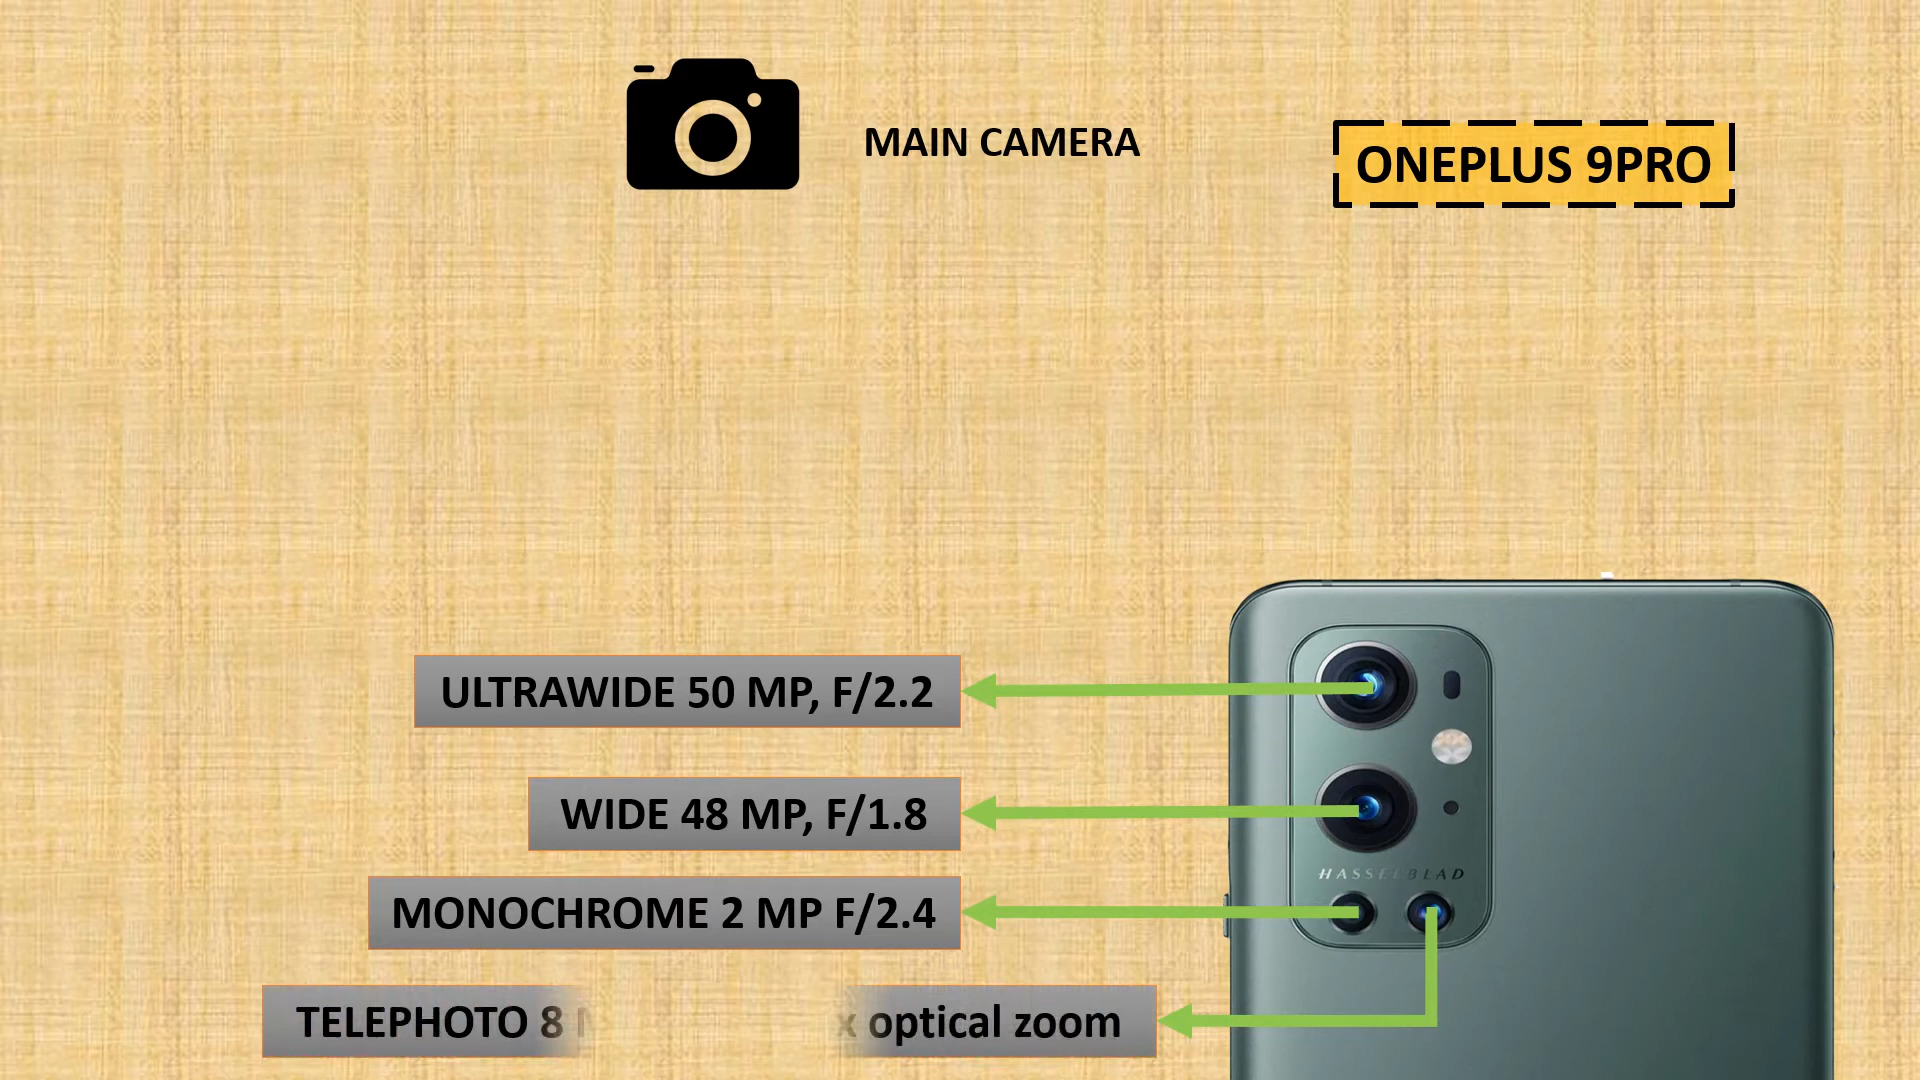 MAIN CAMERA
ONEPLUS 9PRO
ULTRAWIDE 50 MP, F/2.2
WIDE 48 MP, F/1.8
HASSELBLAD
MONOCHROME 2 MP F/2.4
TELEPHOTO 8 optical zoom